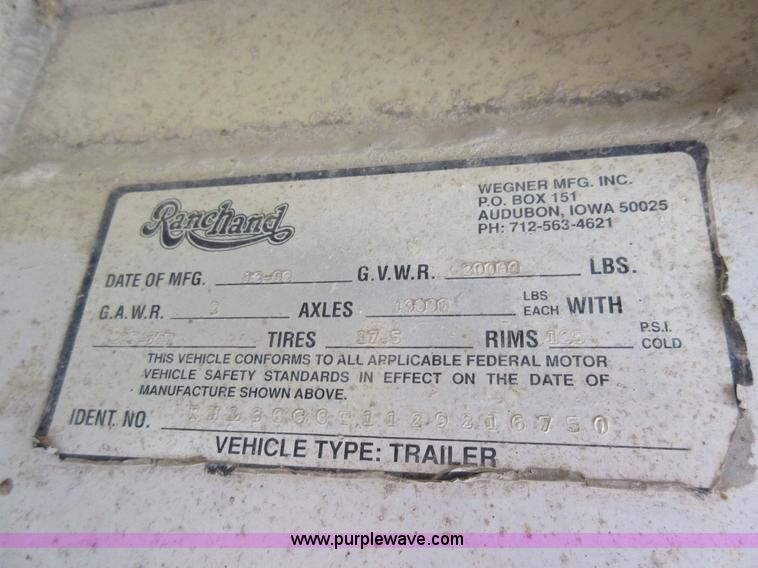 Ranchand
WEGNER MFG. INC.
P.O. BOX 151
AUDUBON, IOWA 50025
PH: 712-563-4621
DATE OF MFG. G.V.W.R. LBS.
G.A.W.R. AXLES LBS EACH WITH
TIRES 17.5 RIMS P.S.I. COLD
THIS VEHICLE CONFORMS TO ALL APPLICABLE FEDERAL MOTOR
VEHICLE SAFETY STANDARDS IN EFFECT ON THE DATE OF
MANUFACTURE SHOWN ABOVE.
IDENT. NO.
VEHICLE TYPE: TRAILER
www.purplewave.com